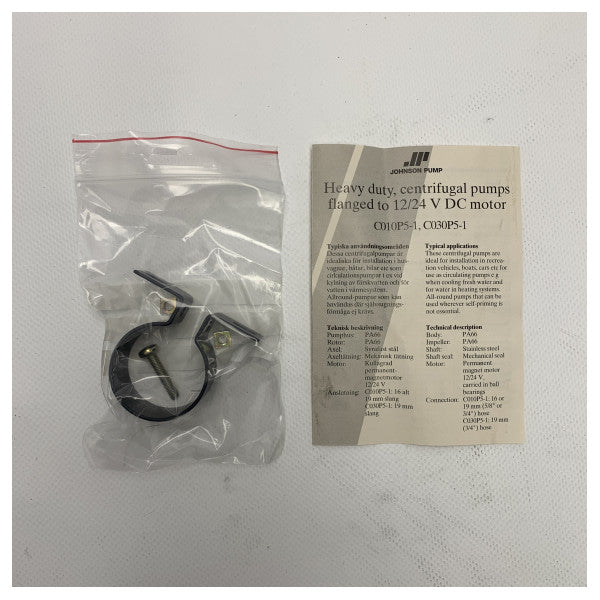 JP
JOHNSON PUMP
Heavy duty, centrifugal pumps
flanged to 12/24 V DC motor
C010P5-1, C030P5-1
Typiska användningsområden
Dessa centrifugalpumpar är
idealiska för installation i hus-
vagnar, båtar, bilar etc som
cirkulationspumpar t ex vid
kylning av färskvatten och för
vatten i värmesystem.
Allround-pumpar som kan
användas där självsugnings-
förmåga ej krävs.
Teknisk beskrivning
Pumphus: PA66
Rotor: PA66
Axel: Syrafast stål
Axeltätning: Mekanisk tätning
Motor: Kullagrad
permanent-
magnetmotor
12/24 V
Anslutning: C010P5-1: 16 alt
19 mm slang
C030P5-1: 19 mm
slang
Typical applications
These centrifugal pumps are
ideal for installation in recrea-
tion vehicles, boats, cars etc for
use as circulating pumps e g
when cooling fresh water and
for water in heating systems.
All-round pumps that can be
used wherever self-priming is
not essential.
Technical description
Body: PA66
Impeller: PA66
Shaft: Stainless steel
Shaft seal: Mechanical seal
Motor: Permanent
magnet motor
12/24 V,
carried in ball
bearings
Connection: C010P5-1: 16 or
19 mm (5/8" or
3/4") hose
C030P5-1: 19 mm
(3/4") hose